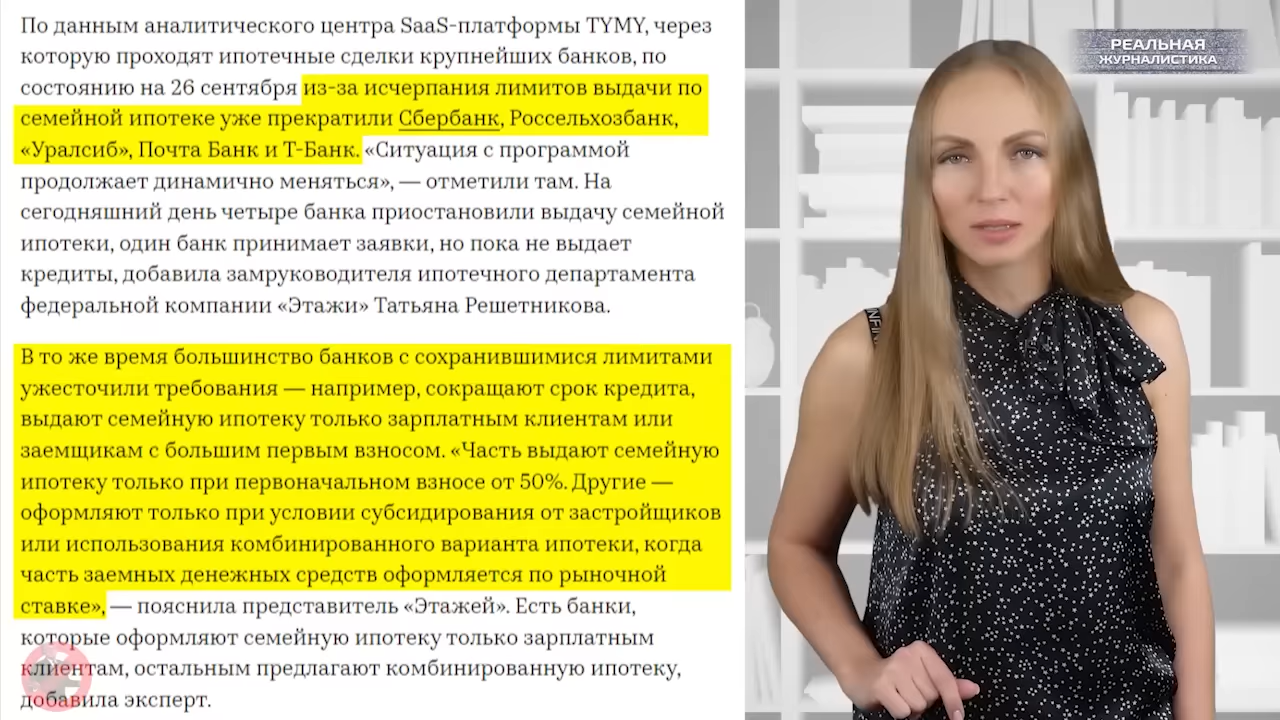 По данным аналитического центра SaaS-платформы TYMY, через
которую проходят ипотечные сделки крупнейших банков, по
состоянию на 26 сентября из-за исчерпания лимитов выдачи по
семейной ипотеке уже прекратили Сбербанк, Россельхозбанк,
«Уралсиб», Почта Банк и Т-Банк. «Ситуация с программой
продолжает динамично меняться», — отметили там. На
сегодняшний день четыре банка приостановили выдачу семейной
ипотеки, один банк принимает заявки, но пока не выдает
кредиты, добавила замруководителя ипотечного департамента
федеральной компании «Этажи» Татьяна Решетникова.
В то же время большинство банков с сохранившимися лимитами
ужесточили требования — например, сокращают срок кредита,
выдают семейную ипотеку только зарплатным клиентам или
заемщикам с большим первым взносом. «Часть выдают семейную
ипотеку только при первоначальном взносе от 50%. Другие —
оформляют только при условии субсидирования от застройщиков
или использования комбинированного варианта ипотеки, когда
часть заемных денежных средств оформляется по рыночной
ставке», — пояснила представитель «Этажей». Есть банки,
которые оформляют семейную ипотеку только зарплатным
клиентам, остальным предлагают комбинированную ипотеку,
добавила эксперт.
РЕАЛЬНАЯ
ЖУРНАЛИСТИКА